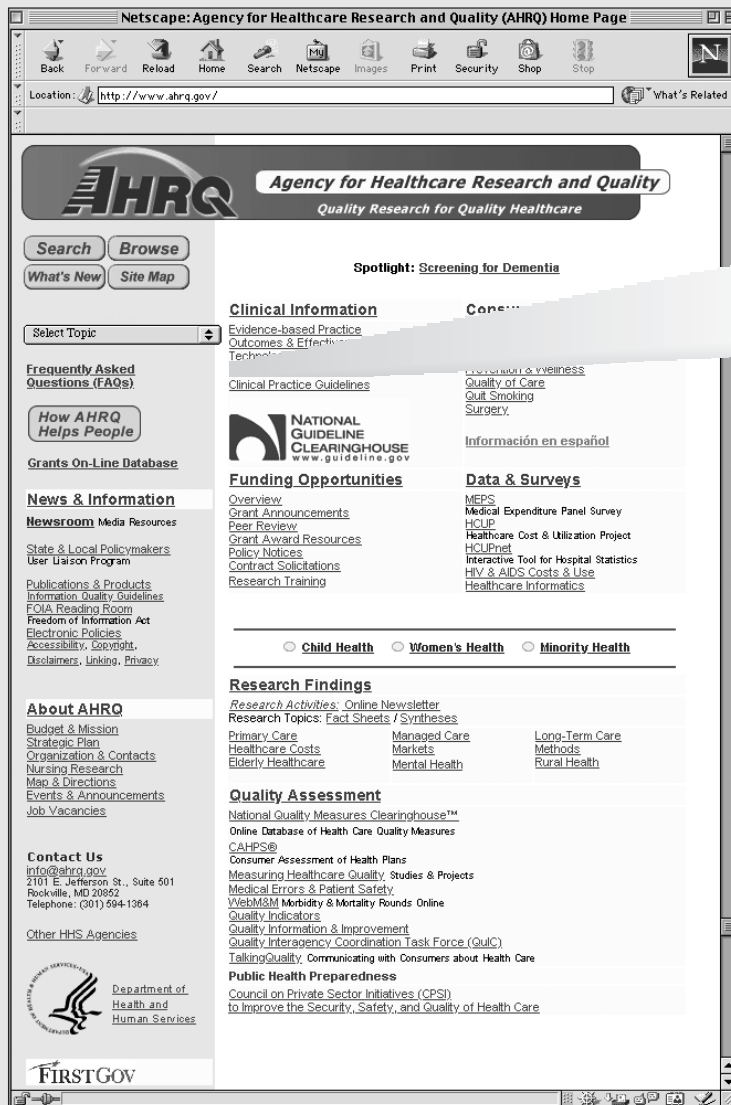 Netscape: Agency for Healthcare Research and Quality (AHRQ) Home Page
Back Forward Reload Home Search Netscape Images Print Security Shop Stop
My
N
Location: http://www.ahrq.gov/ What's Related
AHRQ
Agency for Healthcare Research and Quality
Quality Research for Quality Healthcare
Search Browse
What's New Site Map
Select Topic
Frequently Asked
Questions (FAQs)
How AHRQ
Helps People
Grants On-Line Database
News & Information
Newsroom Media Resources
State & Local Policymakers
User Liaison Program
Publications & Products
Information Quality Guidelines
FOIA Reading Room
Freedom of Information Act
Electronic Policies
Accessibility, Copyright,
Disclaimers, Linking, Privacy
About AHRQ
Budget & Mission
Strategic Plan
Organization & Contacts
Nursing Research
Map & Directions
Events & Announcements
Job Vacancies
Contact Us
info@ahrq.gov
2101 E. Jefferson St., Suite 501
Rockville, MD 20852
Telephone: (301) 594-1364
Other HHS Agencies
DEPARTMENT OF HEALTH & HUMAN SERVICES • USA
Department of
Health and
Human Services
FIRSTGOV
Spotlight: Screening for Dementia
Clinical Information
Evidence-based Practice
Outcomes &
Clinical Practice Guidelines
NATIONAL
GUIDELINE
CLEARINGHOUSE
www.guideline.gov
Prevention & Wellness
Quality of Care
Quit Smoking
Surgery
Información en español
Funding Opportunities
Overview
Grant Announcements
Peer Review
Grant Award Resources
Policy Notices
Contract Solicitations
Research Training
Data & Surveys
MEPS
Medical Expenditure Panel Survey
HCUP
Healthcare Cost & Utilization Project
HCUPnet
Interactive Tool for Hospital Statistics
HIV & AIDS Costs & Use
Healthcare Informatics
Child Health Women's Health Minority Health
Research Findings
Research Activities: Online Newsletter
Research Topics: Fact Sheets / Syntheses
Primary Care Managed Care Long-Term Care
Healthcare Costs Markets Methods
Elderly Healthcare Mental Health Rural Health
Quality Assessment
National Quality Measures Clearinghouse™
Online Database of Health Care Quality Measures
CAHPS®
Consumer Assessment of Health Plans
Measuring Healthcare Quality Studies & Projects
Medical Errors & Patient Safety
WebM&M Morbidity & Mortality Rounds Online
Quality Indicators
Quality Information & Improvement
Quality Interagency Coordination Task Force (QuIC)
TalkingQuality Communicating with Consumers about Health Care
Public Health Preparedness
Council on Private Sector Initiatives (CPSI)
to Improve the Security, Safety, and Quality of Health Care